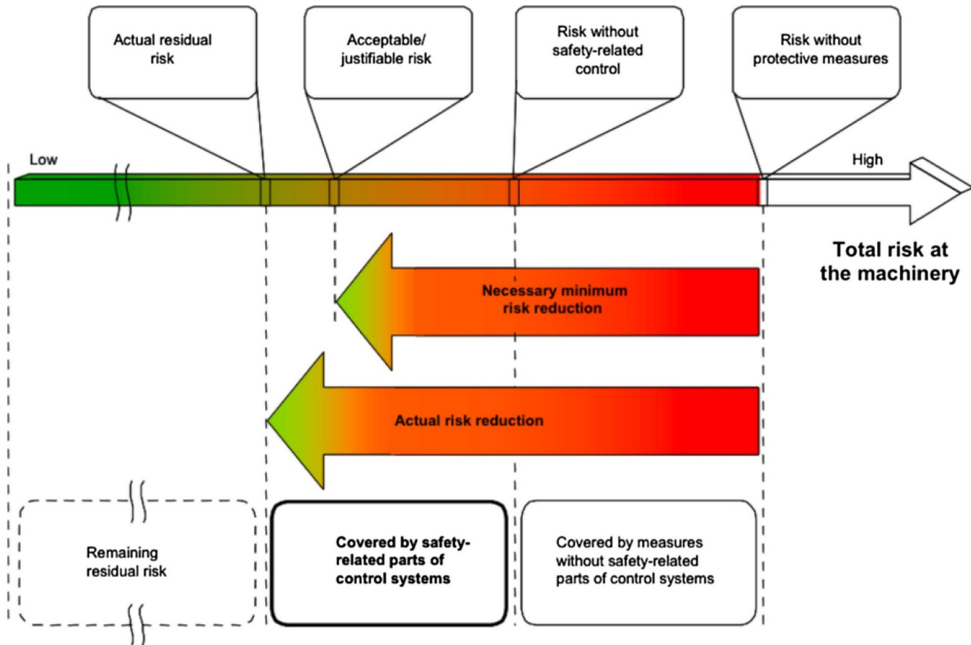 Actual residual
risk
Acceptable/
justifiable risk
Risk without
safety-related
control
Risk without
protective measures
Low
High
Total risk at
the machinery
Necessary minimum
risk reduction
Actual risk reduction
Remaining
residual risk
Covered by safety-
related parts of
control systems
Covered by measures
without safety-related
parts of control systems